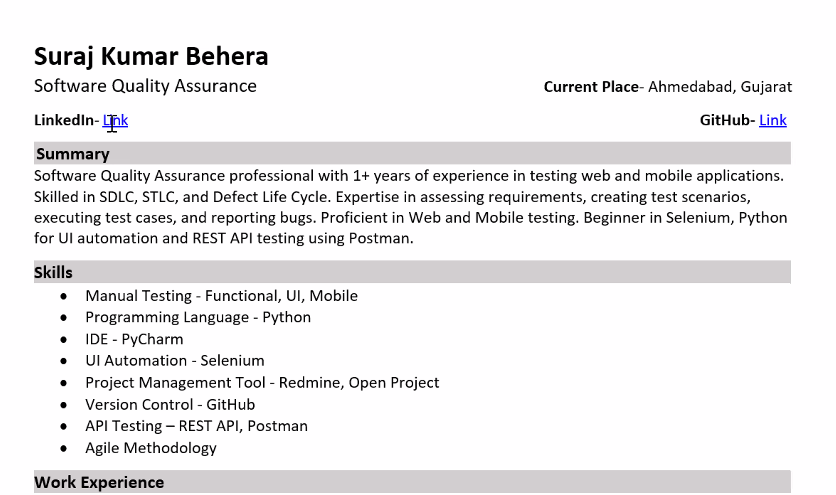 Suraj Kumar Behera
Software Quality Assurance
Current Place- Ahmedabad, Gujarat
LinkedIn- Link
GitHub- Link
Summary
Software Quality Assurance professional with 1+ years of experience in testing web and mobile applications.
Skilled in SDLC, STLC, and Defect Life Cycle. Expertise in assessing requirements, creating test scenarios,
executing test cases, and reporting bugs. Proficient in Web and Mobile testing. Beginner in Selenium, Python
for UI automation and REST API testing using Postman.
Skills
• Manual Testing - Functional, UI, Mobile
• Programming Language - Python
• IDE - PyCharm
• UI Automation - Selenium
• Project Management Tool - Redmine, Open Project
• Version Control - GitHub
• API Testing – REST API, Postman
• Agile Methodology
Work Experience